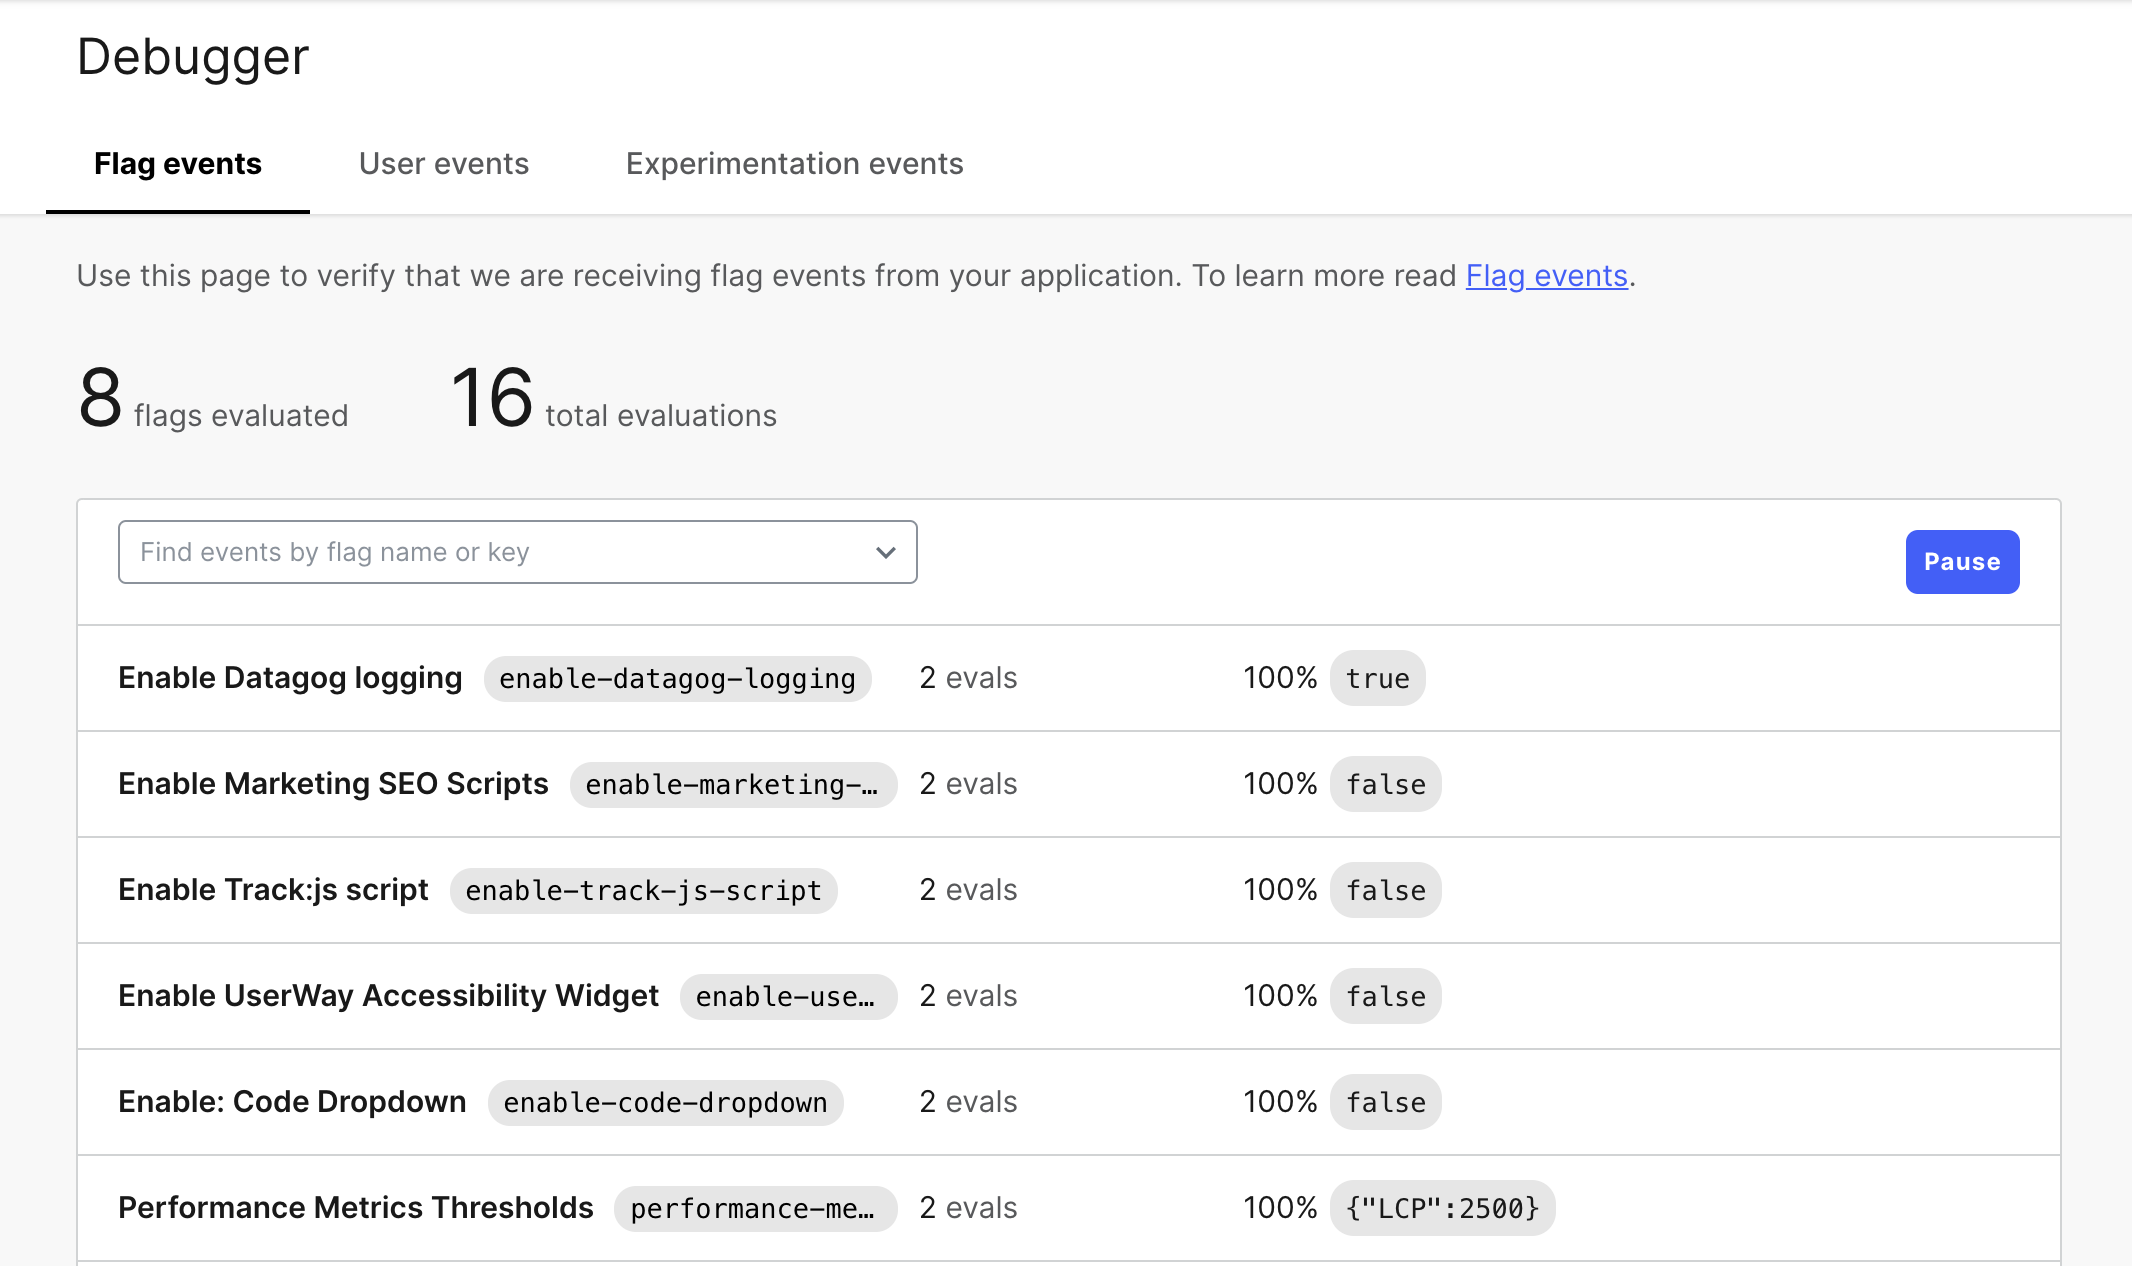 Debugger
Flag events User events Experimentation events
Use this page to verify that we are receiving flag events from your application. To learn more read Flag events.
8 flags evaluated 16 total evaluations
Find events by flag name or key Pause
Enable Datagog logging enable-datagog-logging 2 evals 100% true
Enable Marketing SEO Scripts enable-marketing-… 2 evals 100% false
Enable Track:js script enable-track-js-script 2 evals 100% false
Enable UserWay Accessibility Widget enable-use… 2 evals 100% false
Enable: Code Dropdown enable-code-dropdown 2 evals 100% false
Performance Metrics Thresholds performance-me… 2 evals 100% {"LCP":2500}